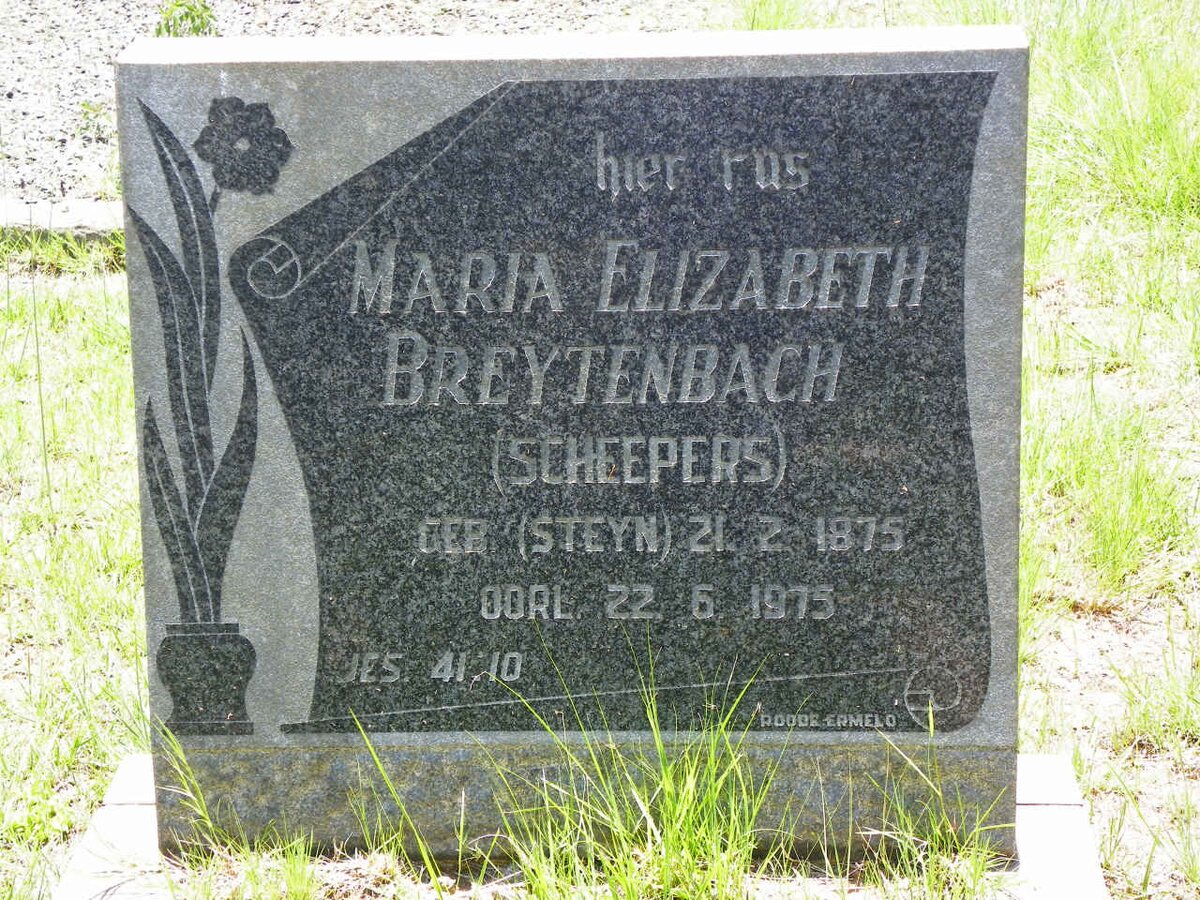 hier rus
MARIA ELIZABETH
BREYTENBACH
(SCHEEPERS)
GEB. (STEYN) 21. 2. 1875
OORL. 22. 6. 1975
JES. 41:10
ROODE ERMELO